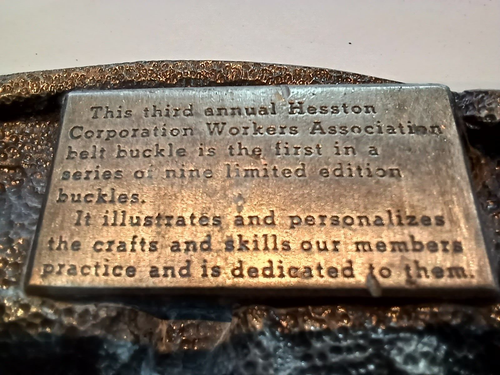 This third annual Hesston
Corporation Workers Association
belt buckle is the first in a
series of nine limited edition
buckles.
It illustrates and personalizes
the crafts and skills our members
practice and is dedicated to them.